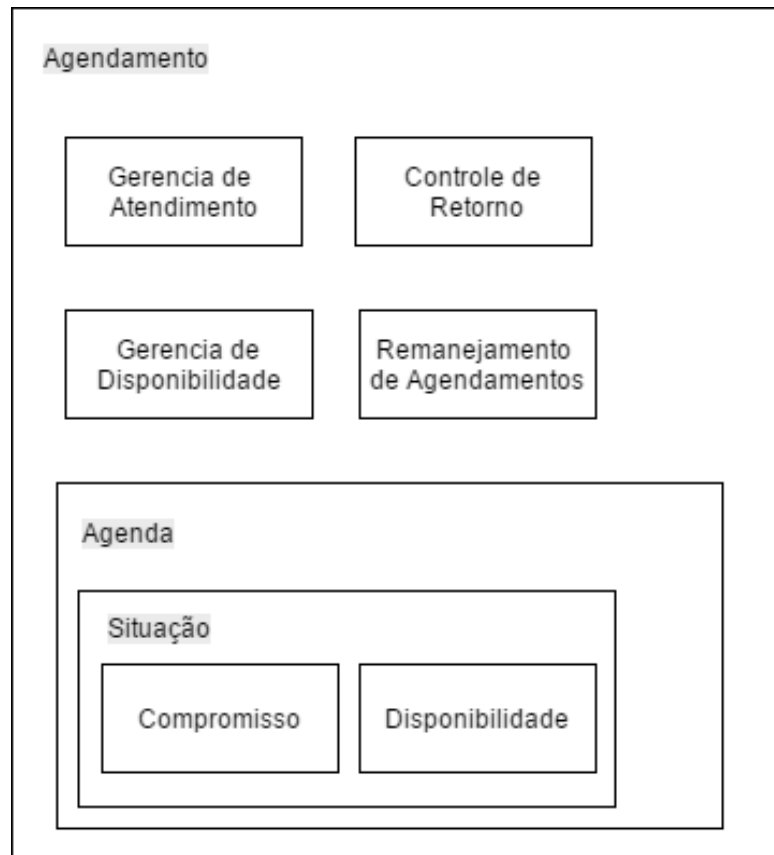 Agendamento
Gerencia de
Atendimento
Controle de
Retorno
Gerencia de
Disponibilidade
Remanejamento
de Agendamentos
Agenda
Situação
Compromisso
Disponibilidade